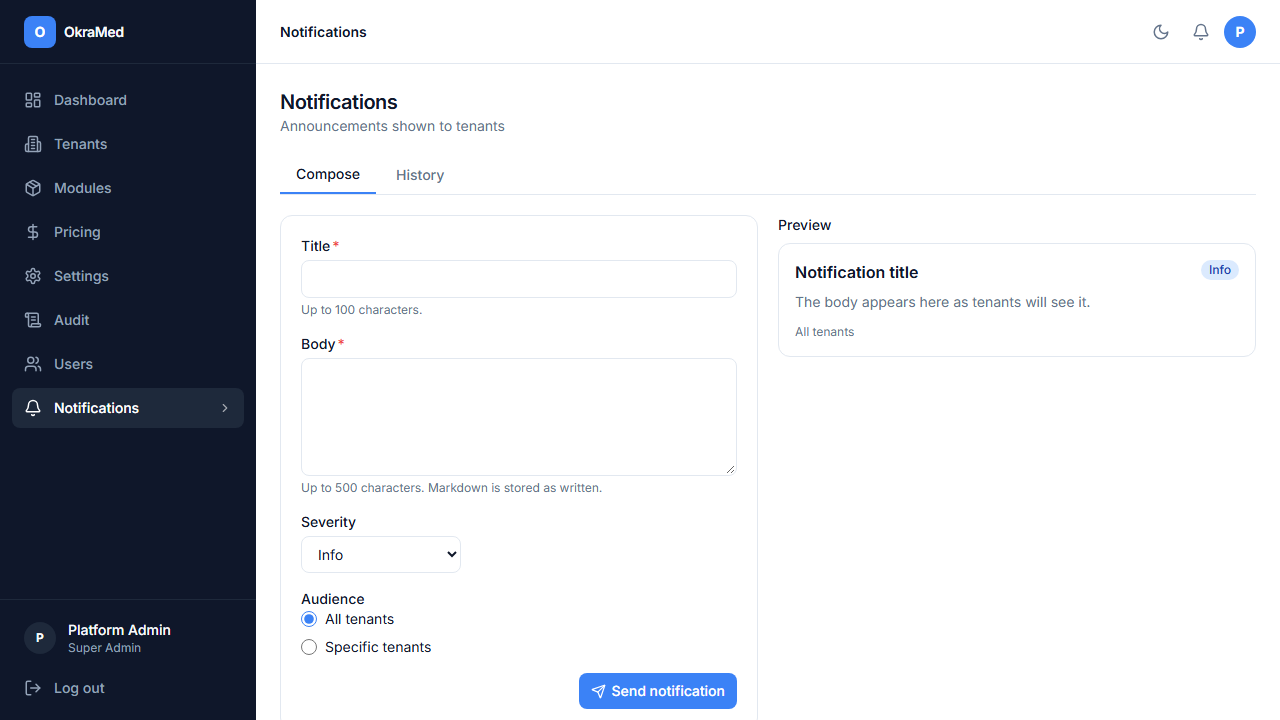 O OkraMed
Dashboard
Tenants
Modules
Pricing
Settings
Audit
Users
Notifications
P Platform Admin
Super Admin
Log out
Notifications
P
Notifications
Announcements shown to tenants
Compose History
Title *
Up to 100 characters.
Body *
Up to 500 characters. Markdown is stored as written.
Severity
Info
Audience
All tenants
Specific tenants
Send notification
Preview
Notification title Info
The body appears here as tenants will see it.
All tenants